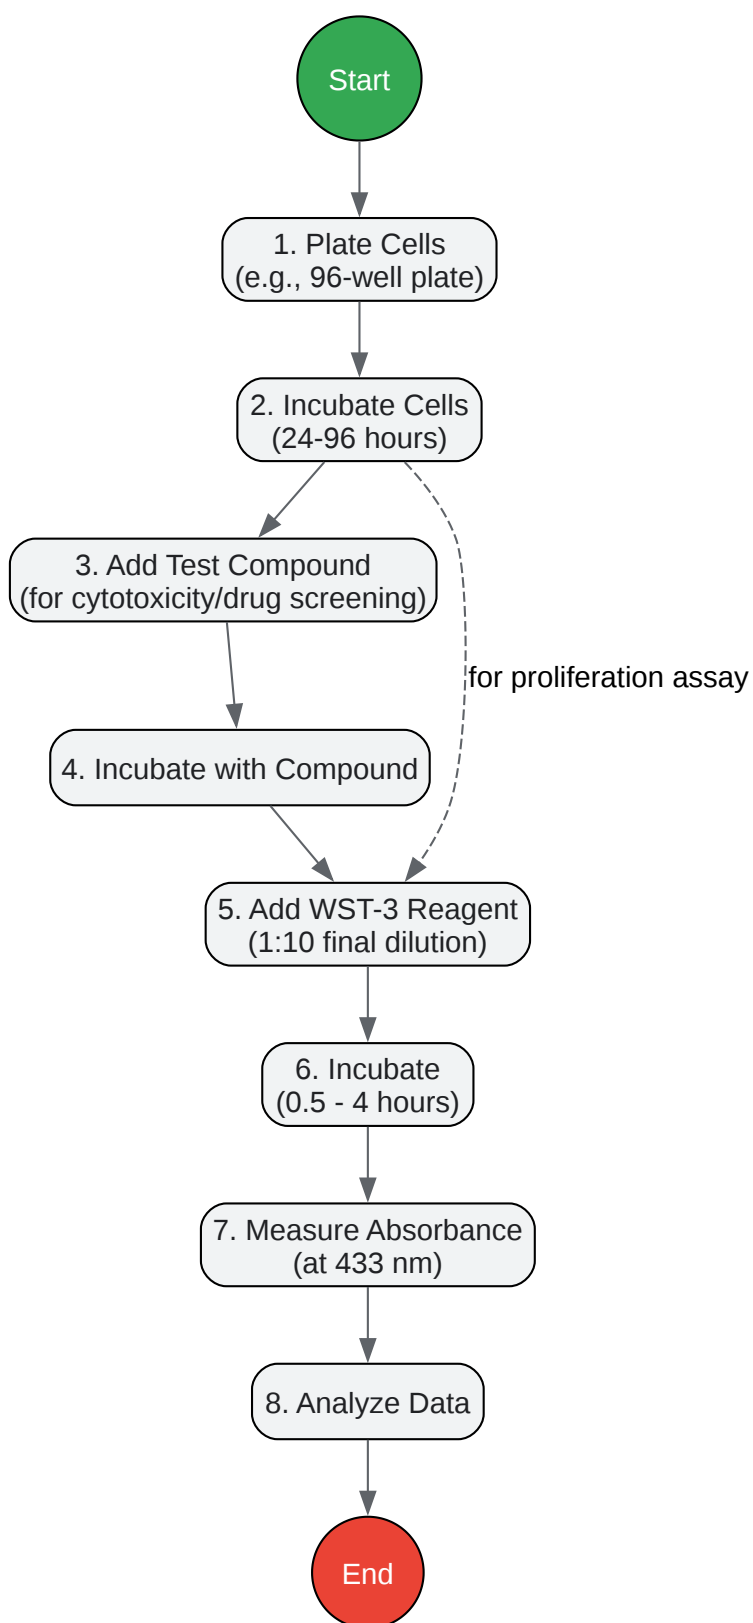 Start
1. Plate Cells
(e.g., 96-well plate)
2. Incubate Cells
(24-96 hours)
3. Add Test Compound
(for cytotoxicity/drug screening)
for proliferation assay
4. Incubate with Compound
5. Add WST-3 Reagent
(1:10 final dilution)
6. Incubate
(0.5 - 4 hours)
7. Measure Absorbance
(at 433 nm)
8. Analyze Data
End